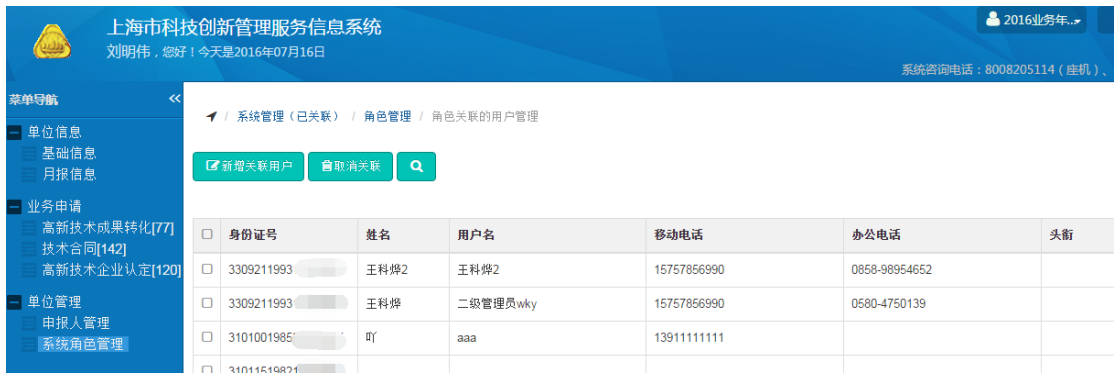 上海市科技创新管理服务信息系统
2016业务年..
刘明伟，您好！今天是2016年07月16日
系统咨询电话：8008205114（座机）、
菜单导航
/ 系统管理（已关联） / 角色管理 / 角色关联的用户管理
单位信息
基础信息
月报信息
新增关联用户 取消关联
业务申请
高新技术成果转化[77]
技术合同[142]
高新技术企业认定[120]
单位管理
申报人管理
系统角色管理
身份证号 姓名 用户名 移动电话 办公电话 头衔
3309211993 王科烨2 王科烨2 15757856990 0858-98954652
3309211993 王科烨 二级管理员wky 15757856990 0580-4750139
310100198 吖 aaa 13911111111
3101151982